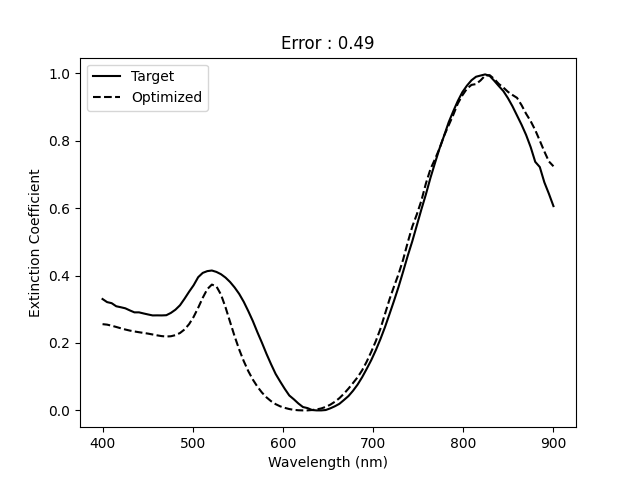 Error : 0.49
Target
Optimized
1.0
0.8
0.6
0.4
0.2
0.0
Extinction Coefficient
400 500 600 700 800 900
Wavelength (nm)